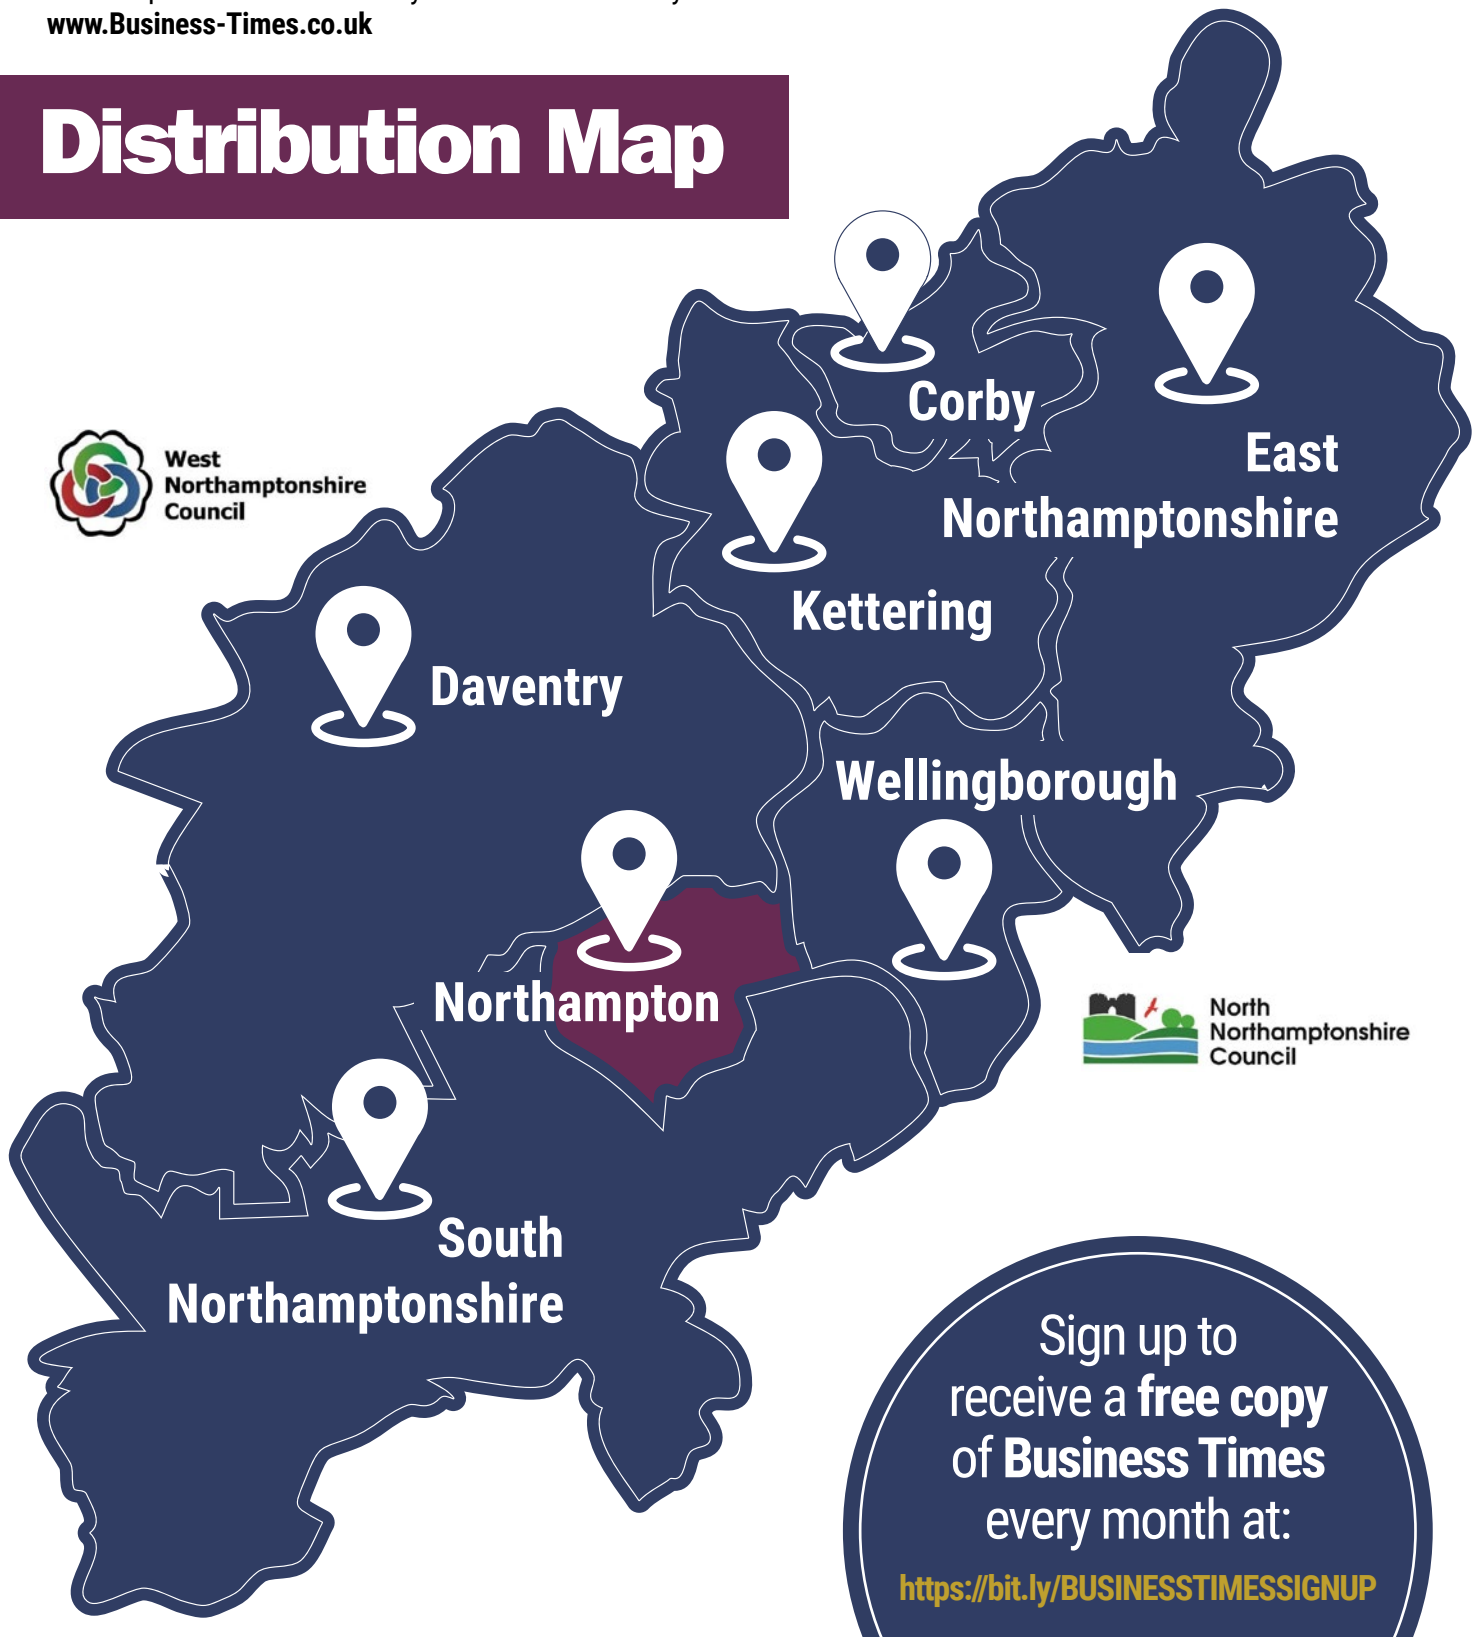 www.Business-Times.co.uk
Distribution Map
Corby
East
Northamptonshire
West
Northamptonshire
Council
Kettering
Daventry
Wellingborough
Northampton
North
Northamptonshire
Council
South
Northamptonshire
Sign up to
receive a free copy
of Business Times
every month at:
https://bit.ly/BUSINESSTIMESSIGNUP